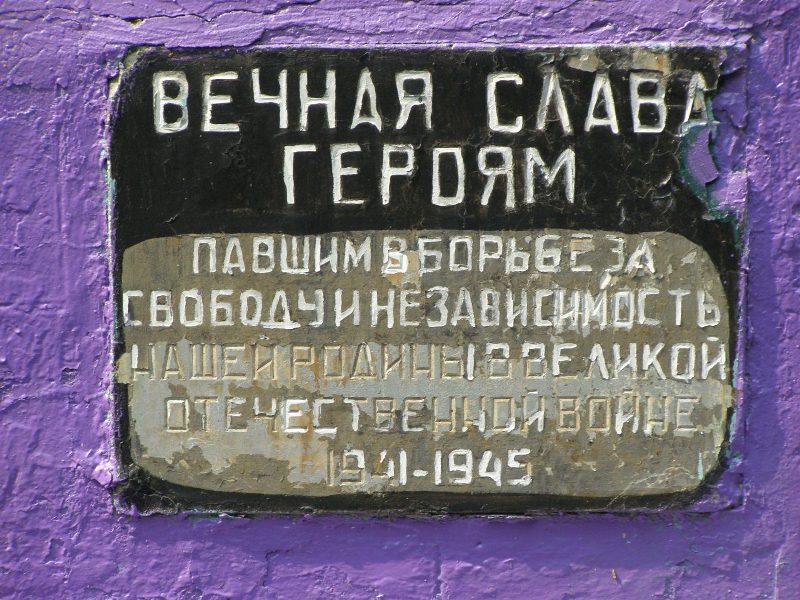 ВЕЧНАЯ СЛАВА
ГЕРОЯМ
ПАВШИМ В БОРЬБЕ ЗА
СВОБОДУ И НЕЗАВИСИМОСТЬ
НАШЕЙ РОДИНЫ В ВЕЛИКОЙ
ОТЕЧЕСТВЕННОЙ ВОЙНЕ
1941-1945